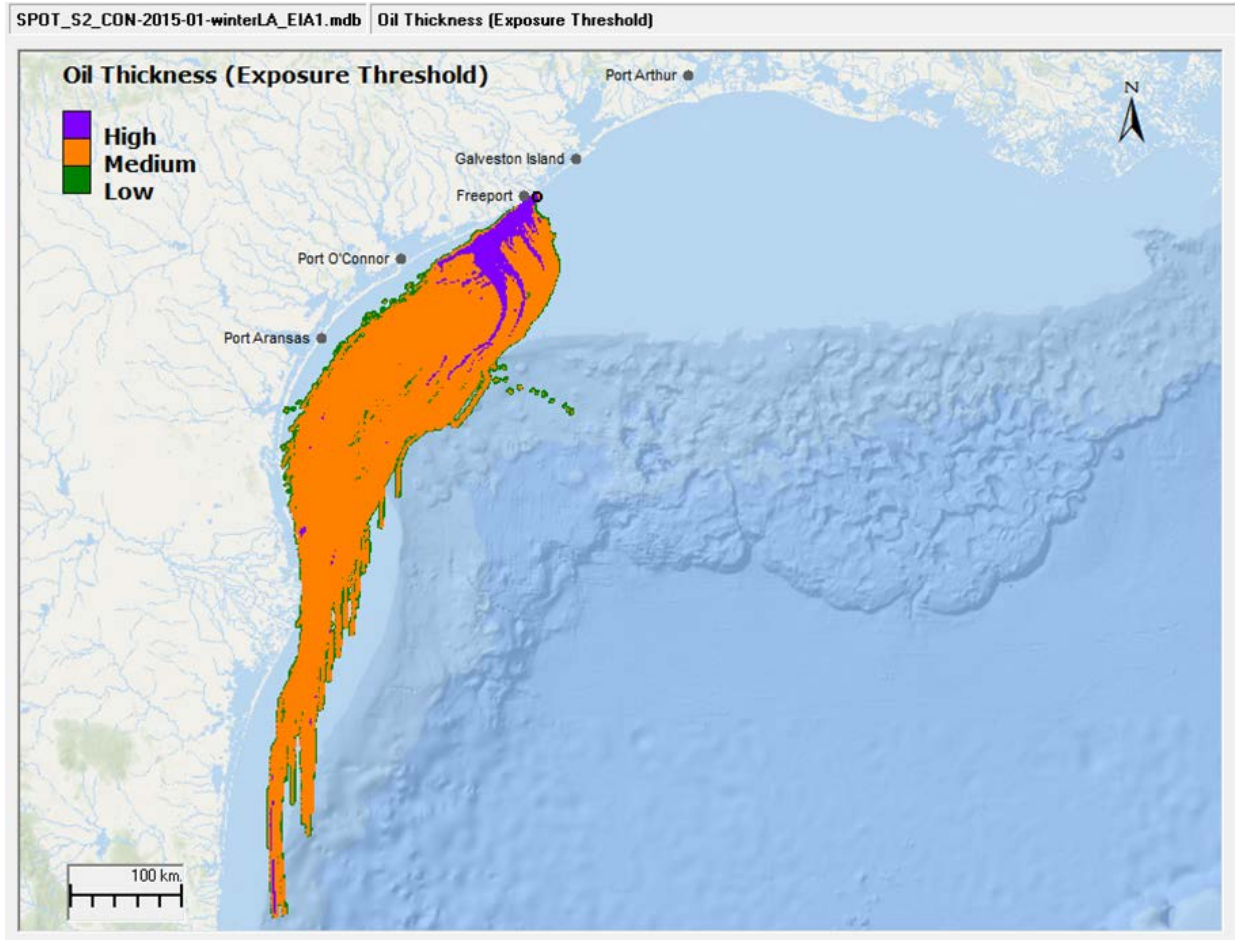 SPOT_S2_CON-2015-01-winterLA_EIA1.mdb Oil Thickness (Exposure Threshold)
Oil Thickness (Exposure Threshold)
High
Medium
Low
Port Arthur
N
Galveston Island
Freeport
Port O'Connor
Port Aransas
100 km.